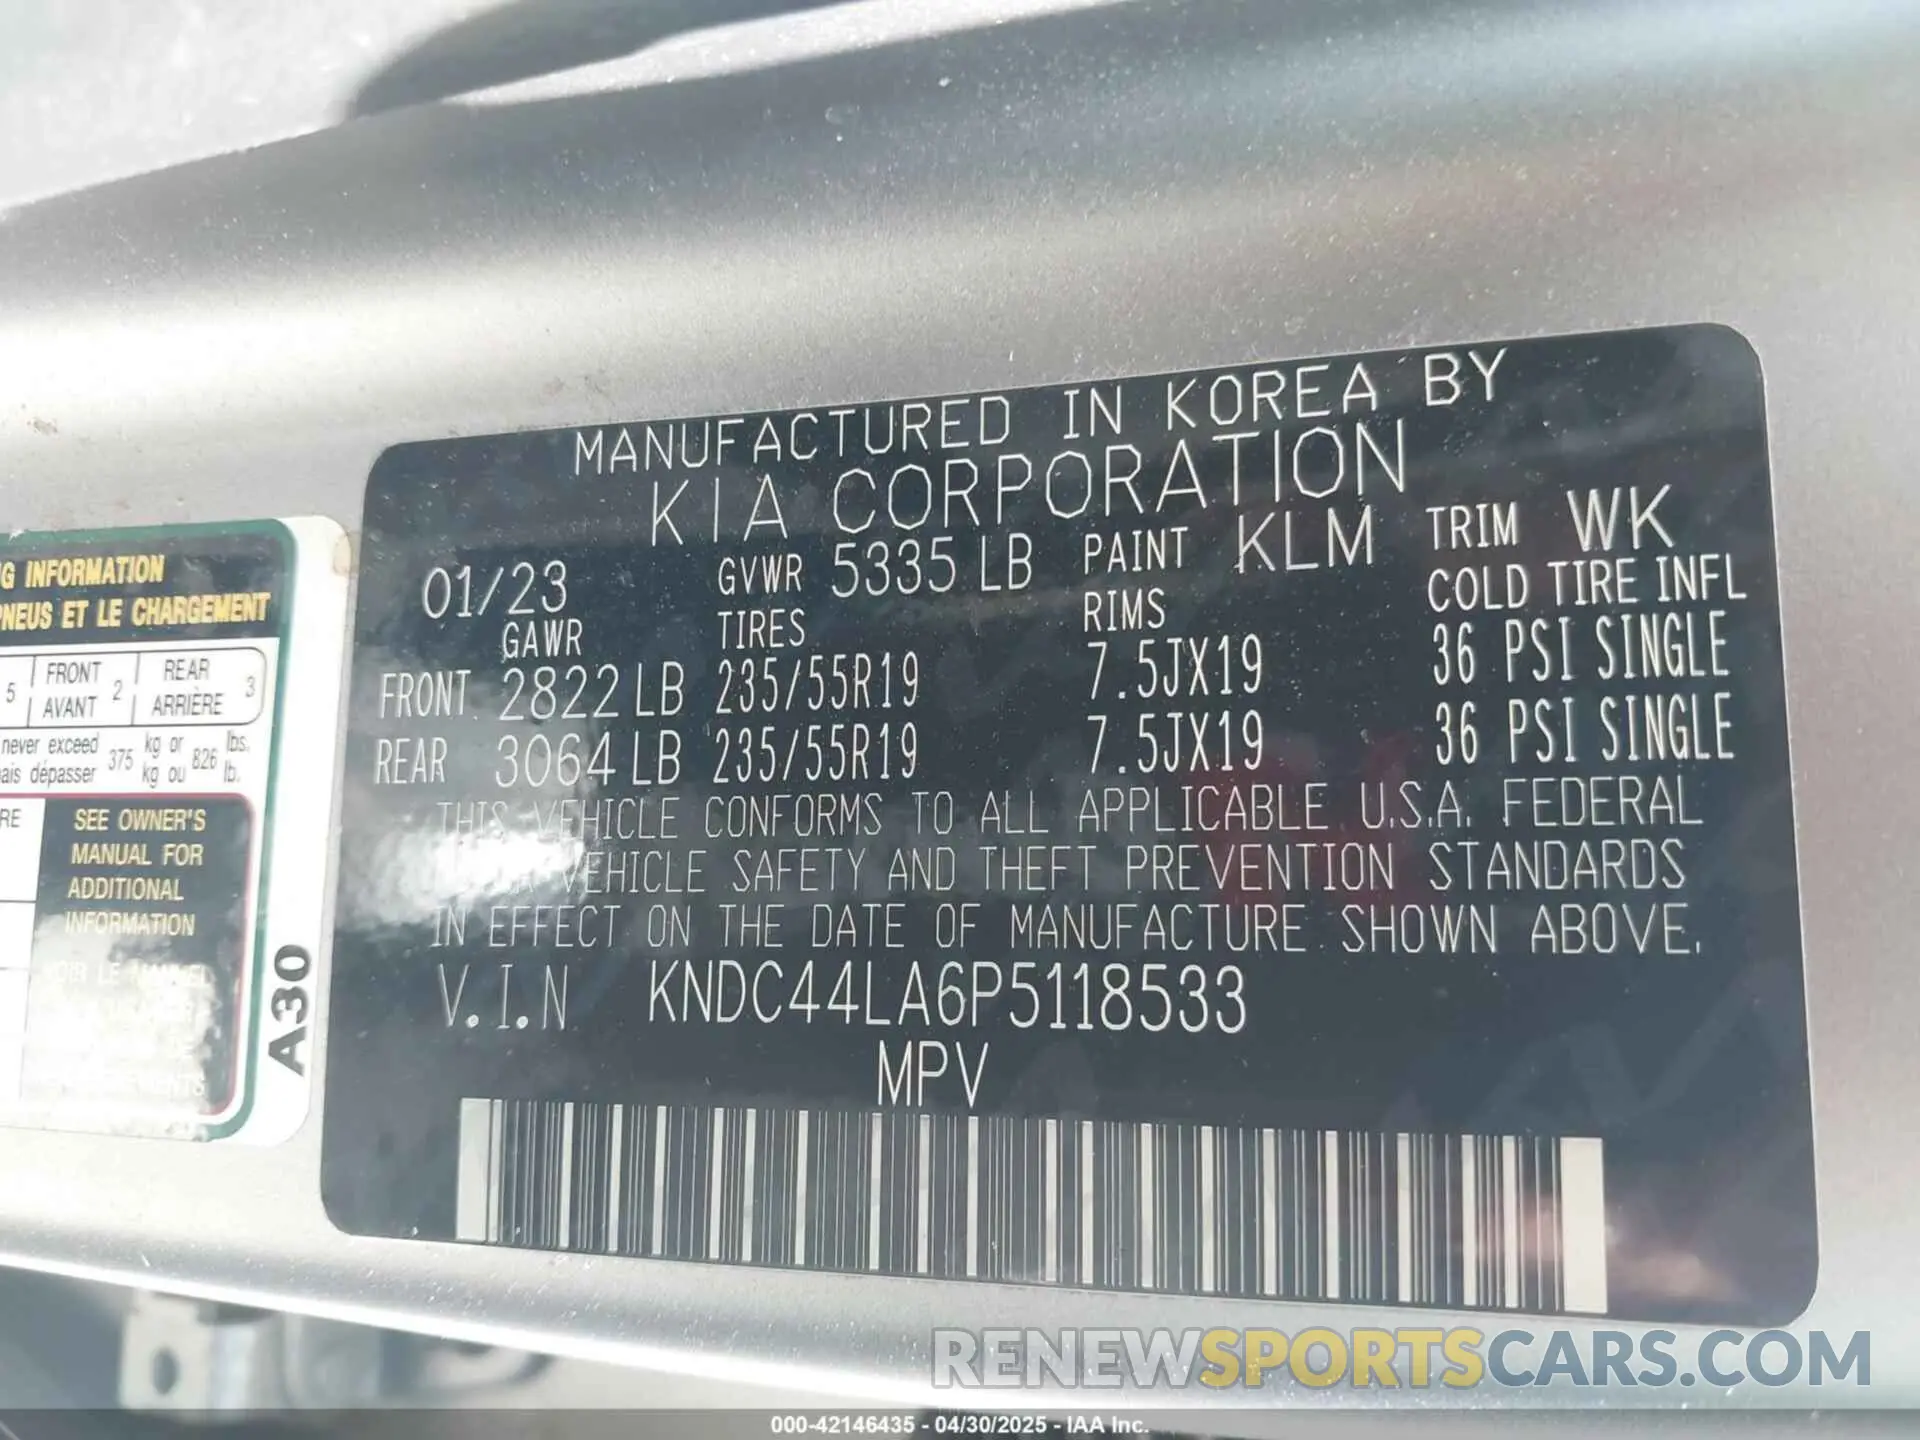 MANUFACTURED IN KOREA BY
KIA CORPORATION
01/23 GVWR 5335 LB PAINT KLM TRIM WK
GAWR TIRES RIMS COLD TIRE INFL
FRONT 2822 LB 235/55R19 7.5JX19 36 PSI SINGLE
REAR 3064 LB 235/55R19 7.5JX19 36 PSI SINGLE
THIS VEHICLE CONFORMS TO ALL APPLICABLE U.S.A. FEDERAL
VEHICLE SAFETY AND THEFT PREVENTION STANDARDS
IN EFFECT ON THE DATE OF MANUFACTURE SHOWN ABOVE.
V.I.N KNDC44LA6P5118533
MPV
G INFORMATION
PNEUS ET LE CHARGEMENT
5 FRONT AVANT 2 REAR ARRIÈRE 3
never exceed 375 kg or 826 lbs.
ais dépasser kg ou lb.
RE
SEE OWNER'S
MANUAL FOR
ADDITIONAL
INFORMATION
VOIR LE MANUEL
A30
RENEWSPORTSCARS.COM
000-42146435 - 04/30/2025 - IAA Inc.